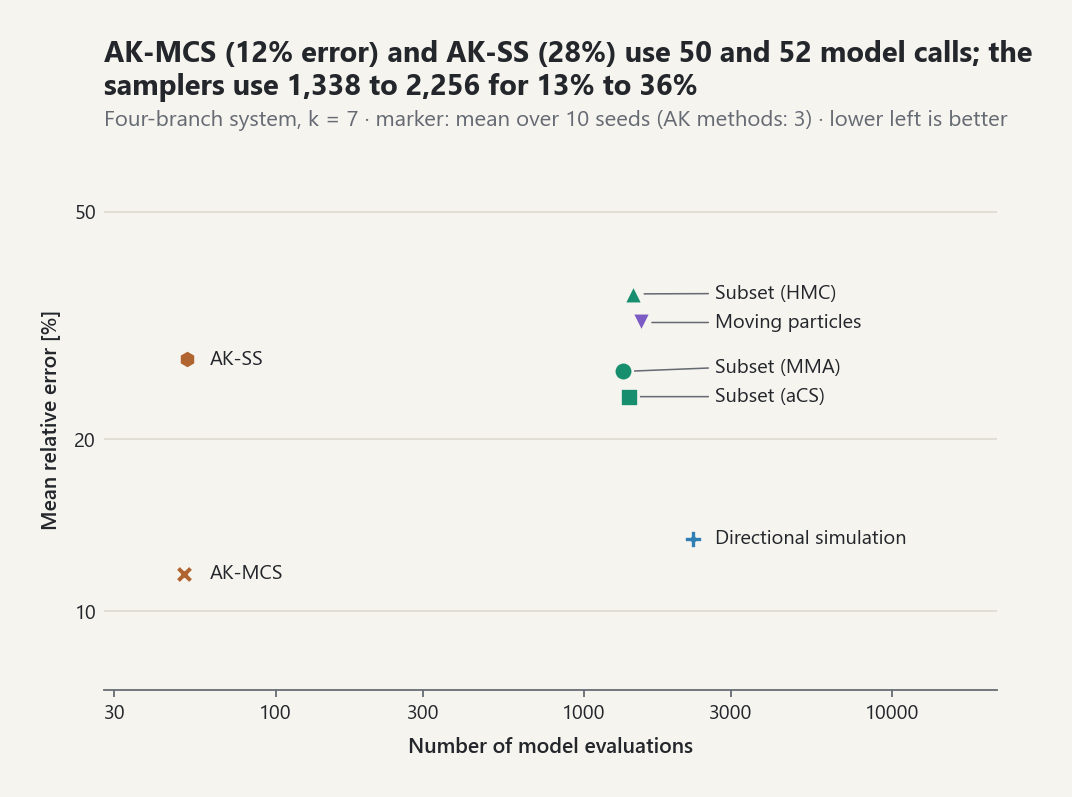 AK-MCS (12% error) and AK-SS (28%) use 50 and 52 model calls; the
samplers use 1,338 to 2,256 for 13% to 36%
Four-branch system, k = 7 · marker: mean over 10 seeds (AK methods: 3) · lower left is better
50
20
10
Mean relative error [%]
Subset (HMC)
Moving particles
AK-SS
Subset (MMA)
Subset (aCS)
Directional simulation
AK-MCS
30
100
300
1000
3000
10000
Number of model evaluations